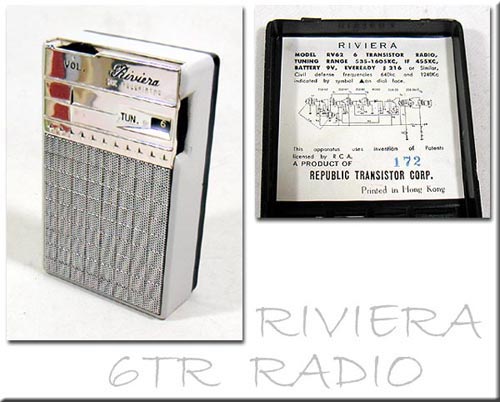 VOL.
Riviera
TUN.
6
RIVIERA
MODEL RV62 6 TRANSISTOR RADIO,
TUNING RANGE 535-1605KC, IF 455KC,
BATTERY 9V, EVEREADY 216 or Similar,
Civil defense frequencies 640kc and 1240Kc
indicated by symbol ▲ on dial face.
This apparatus uses invention of Patents
licensed by R.C.A.
A PRODUCT OF 172
REPUBLIC TRANSISTOR CORP.
Printed in Hong Kong
RIVIERA
6TR RADIO